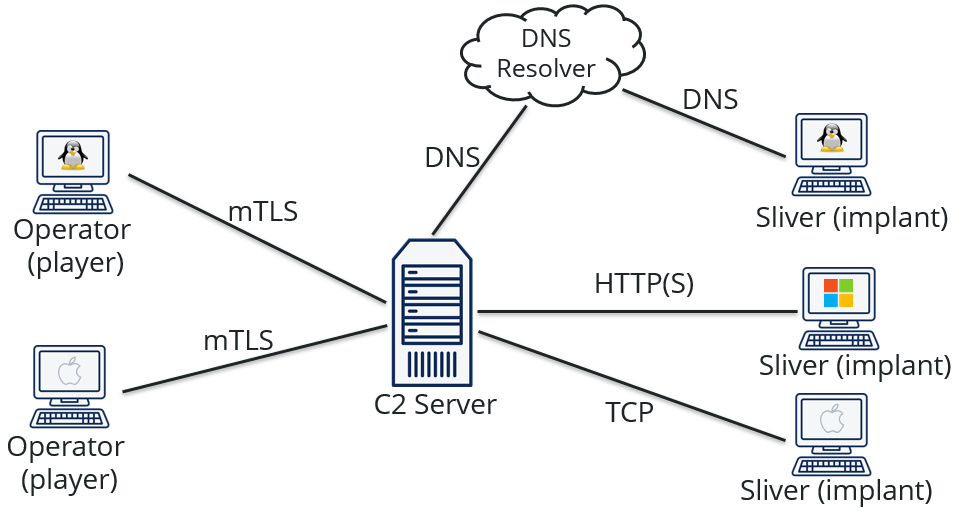 DNS
Resolver
DNS
DNS
Operator
(player)
mTLS
Sliver (implant)
HTTP(S)
mTLS
Sliver (implant)
C2 Server
TCP
Operator
(player)
Sliver (implant)